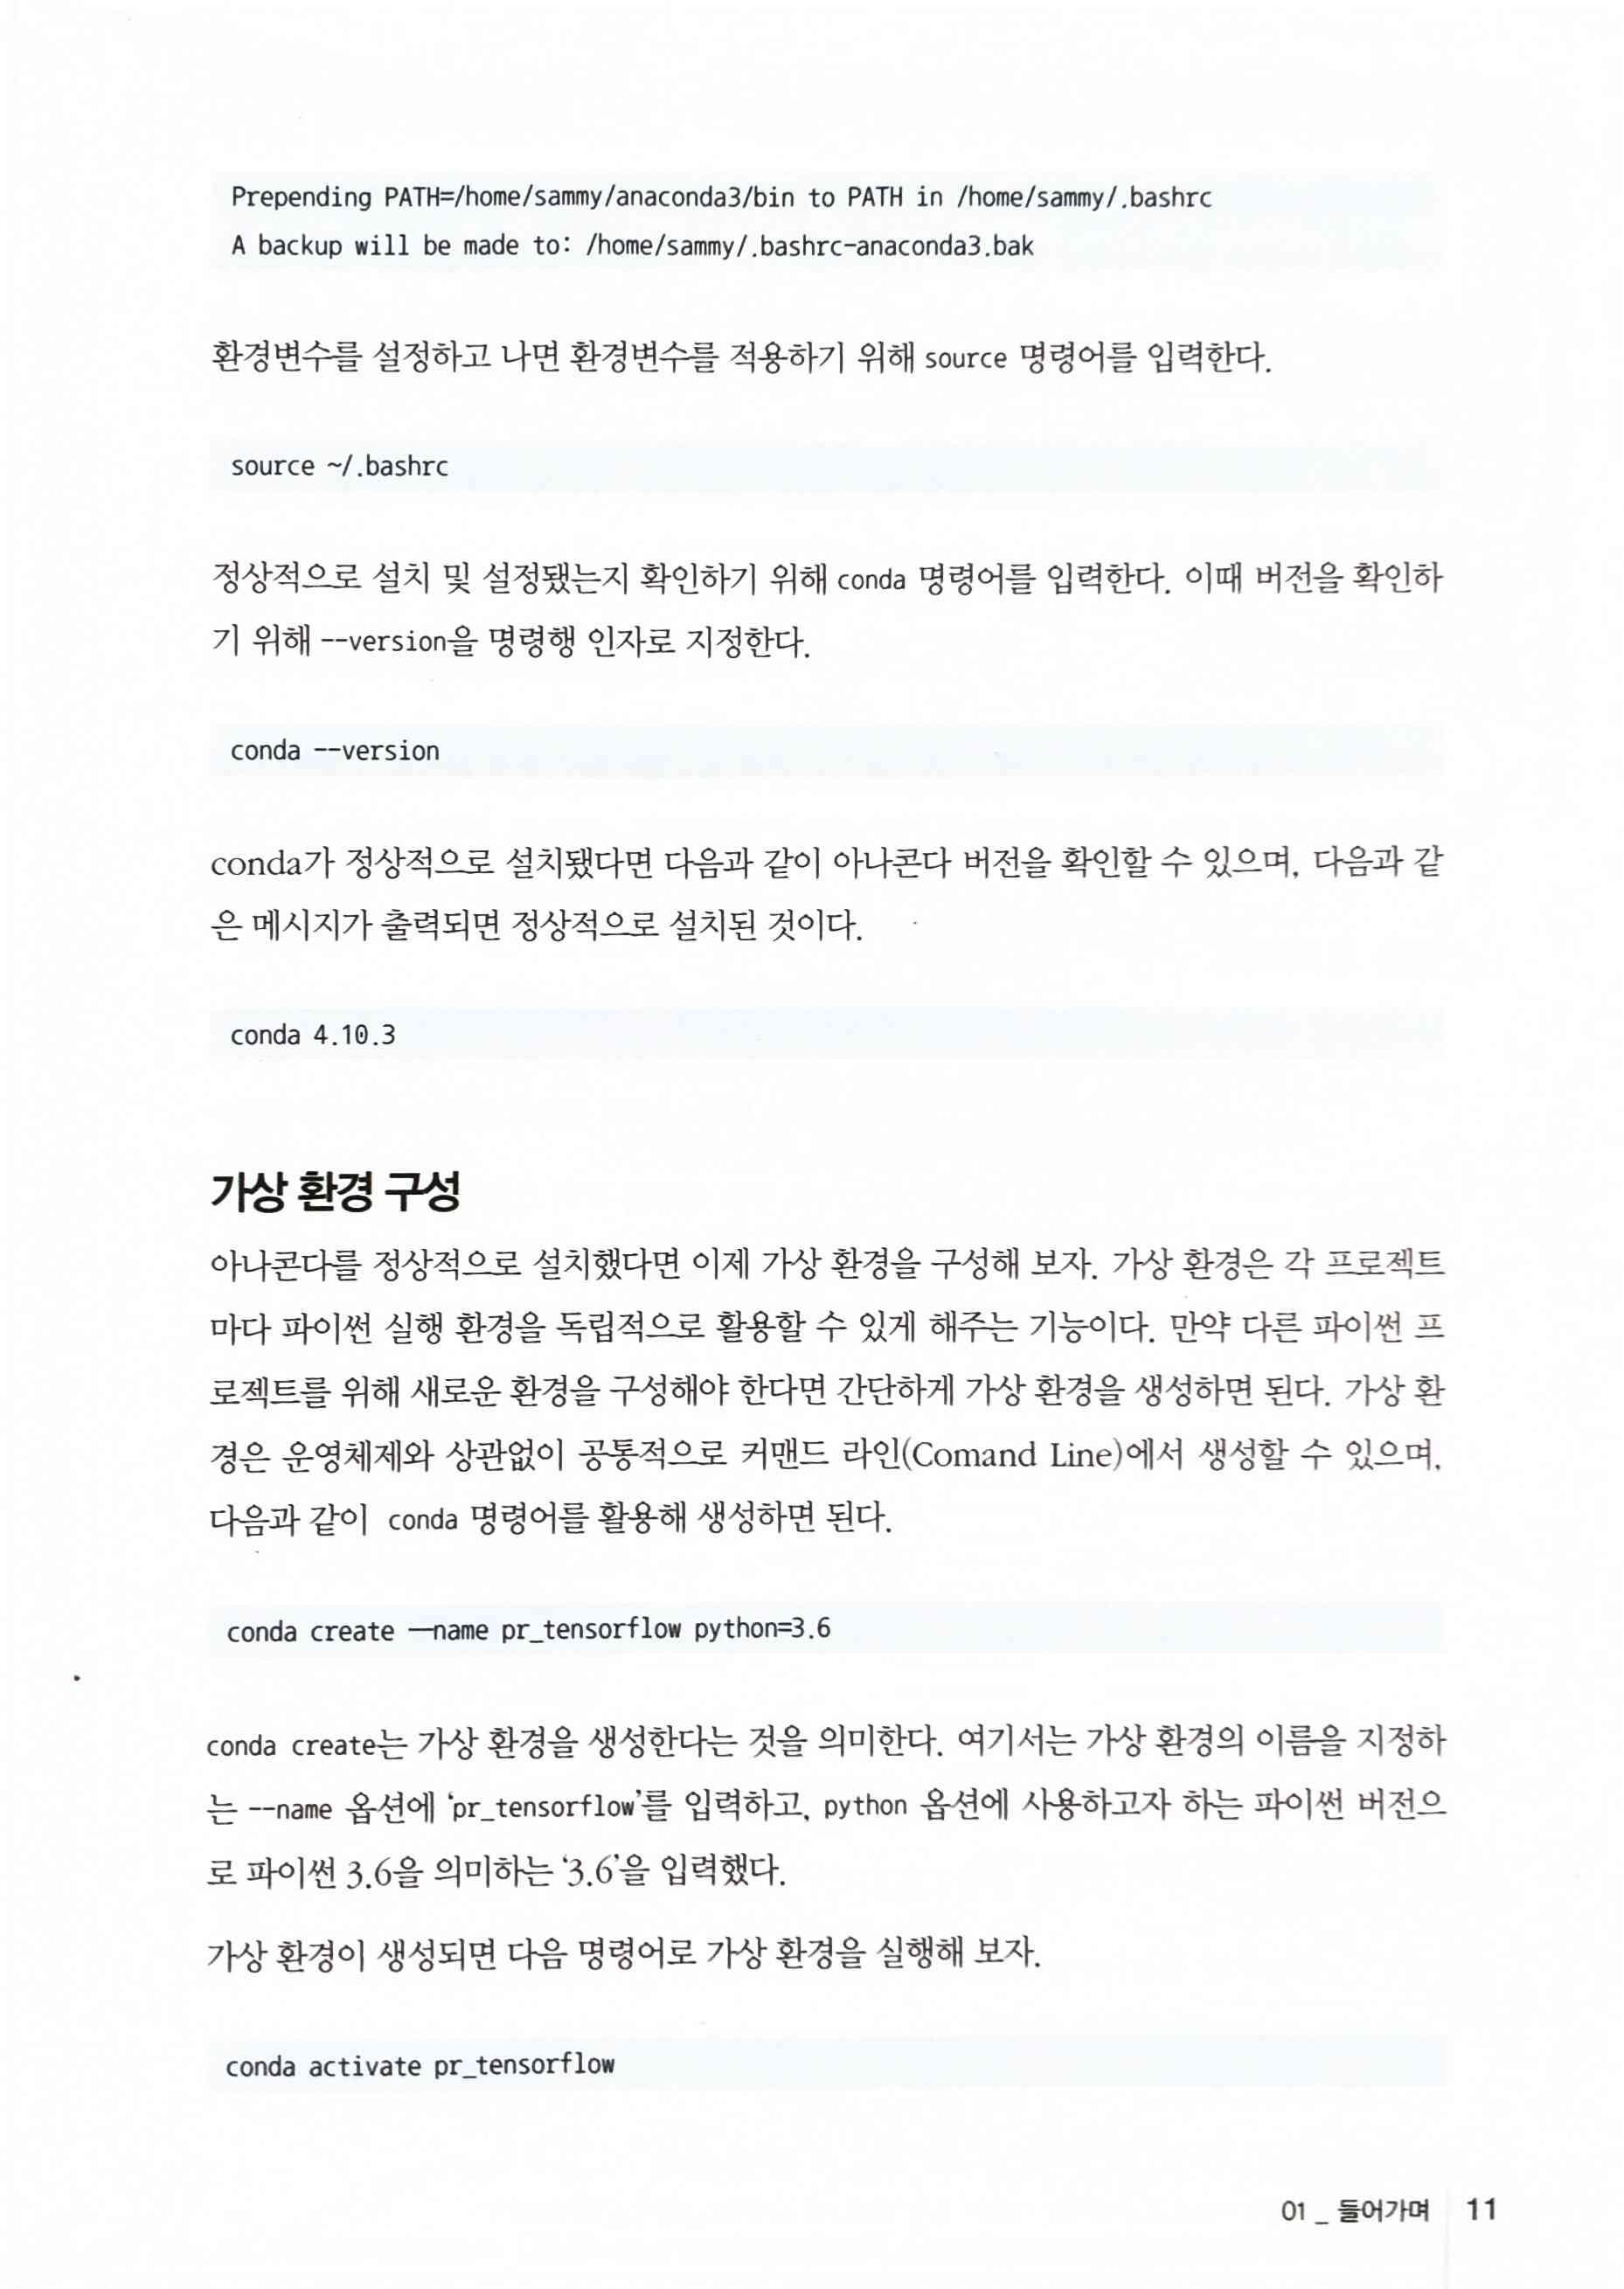 Prepending PATH=/home/sammy/anaconda3/bin to PATH in /home/sammy/.bashrc
A backup will be made to: /home/sammy/.bashrc-anaconda3.bak
환경변수를 설정하고 나면 환경변수를 적용하기 위해 source 명령어를 입력한다.
source ~/.bashrc
정상적으로 설치 및 설정됐는지 확인하기 위해 conda 명령어를 입력한다. 이때 버전을 확인하
기 위해 --version을 명령행 인자로 지정한다.
conda --version
conda가 정상적으로 설치됐다면 다음과 같이 아나콘다 버전을 확인할 수 있으며, 다음과 같
은 메시지가 출력되면 정상적으로 설치된 것이다.
conda 4.10.3
가상 환경 구성
아나콘다를 정상적으로 설치했다면 이제 가상 환경을 구성해 보자. 가상 환경은 각 프로젝트
마다 파이썬 실행 환경을 독립적으로 활용할 수 있게 해주는 기능이다. 만약 다른 파이썬 프
로젝트를 위해 새로운 환경을 구성해야 한다면 간단하게 가상 환경을 생성하면 된다. 가상 환
경은 운영체제와 상관없이 공통적으로 커맨드 라인(Comand Line)에서 생성할 수 있으며,
다음과 같이 conda 명령어를 활용해 생성하면 된다.
conda create —name pr_tensorflow python=3.6
conda create는 가상 환경을 생성한다는 것을 의미한다. 여기서는 가상 환경의 이름을 지정하
는 --name 옵션에 ‘pr_tensorflow’를 입력하고, python 옵션에 사용하고자 하는 파이썬 버전으
로 파이썬 3.6을 의미하는 ‘3.6’을 입력했다.
가상 환경이 생성되면 다음 명령어로 가상 환경을 실행해 보자.
conda activate pr_tensorflow
01 _ 들어가며 11